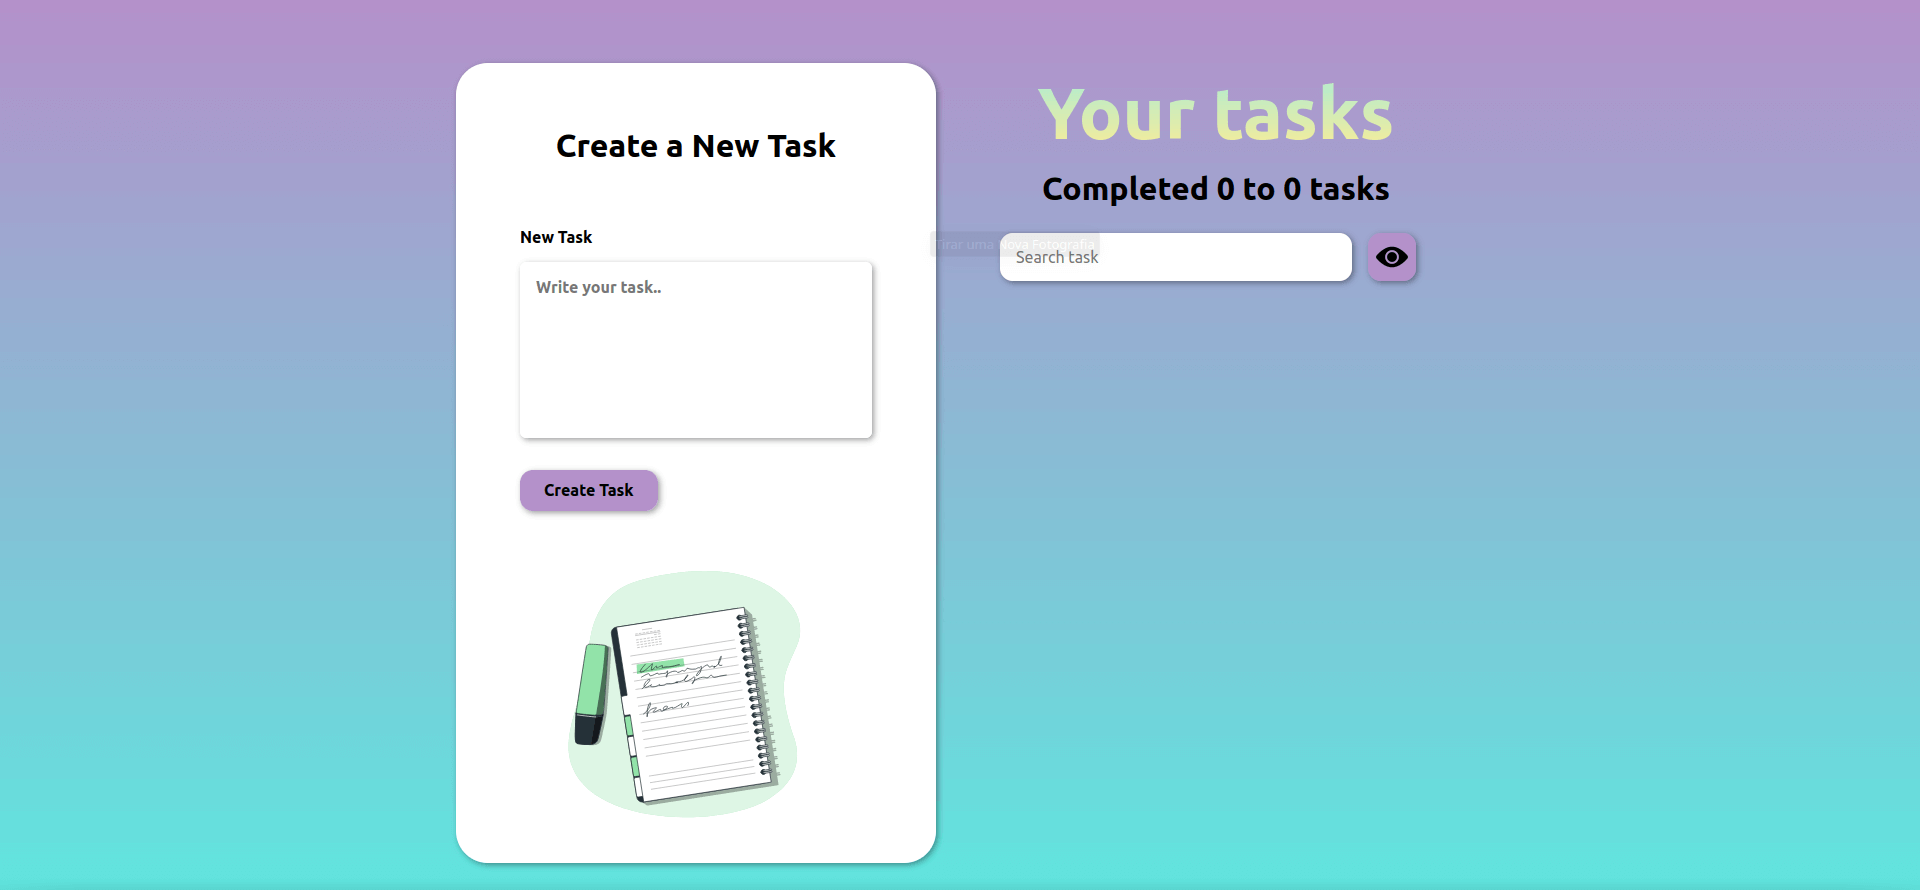 Create a New Task
New Task
Write your task..
Create Task
Your tasks
Completed 0 to 0 tasks
Tirar uma Nova Fotografia
Search task